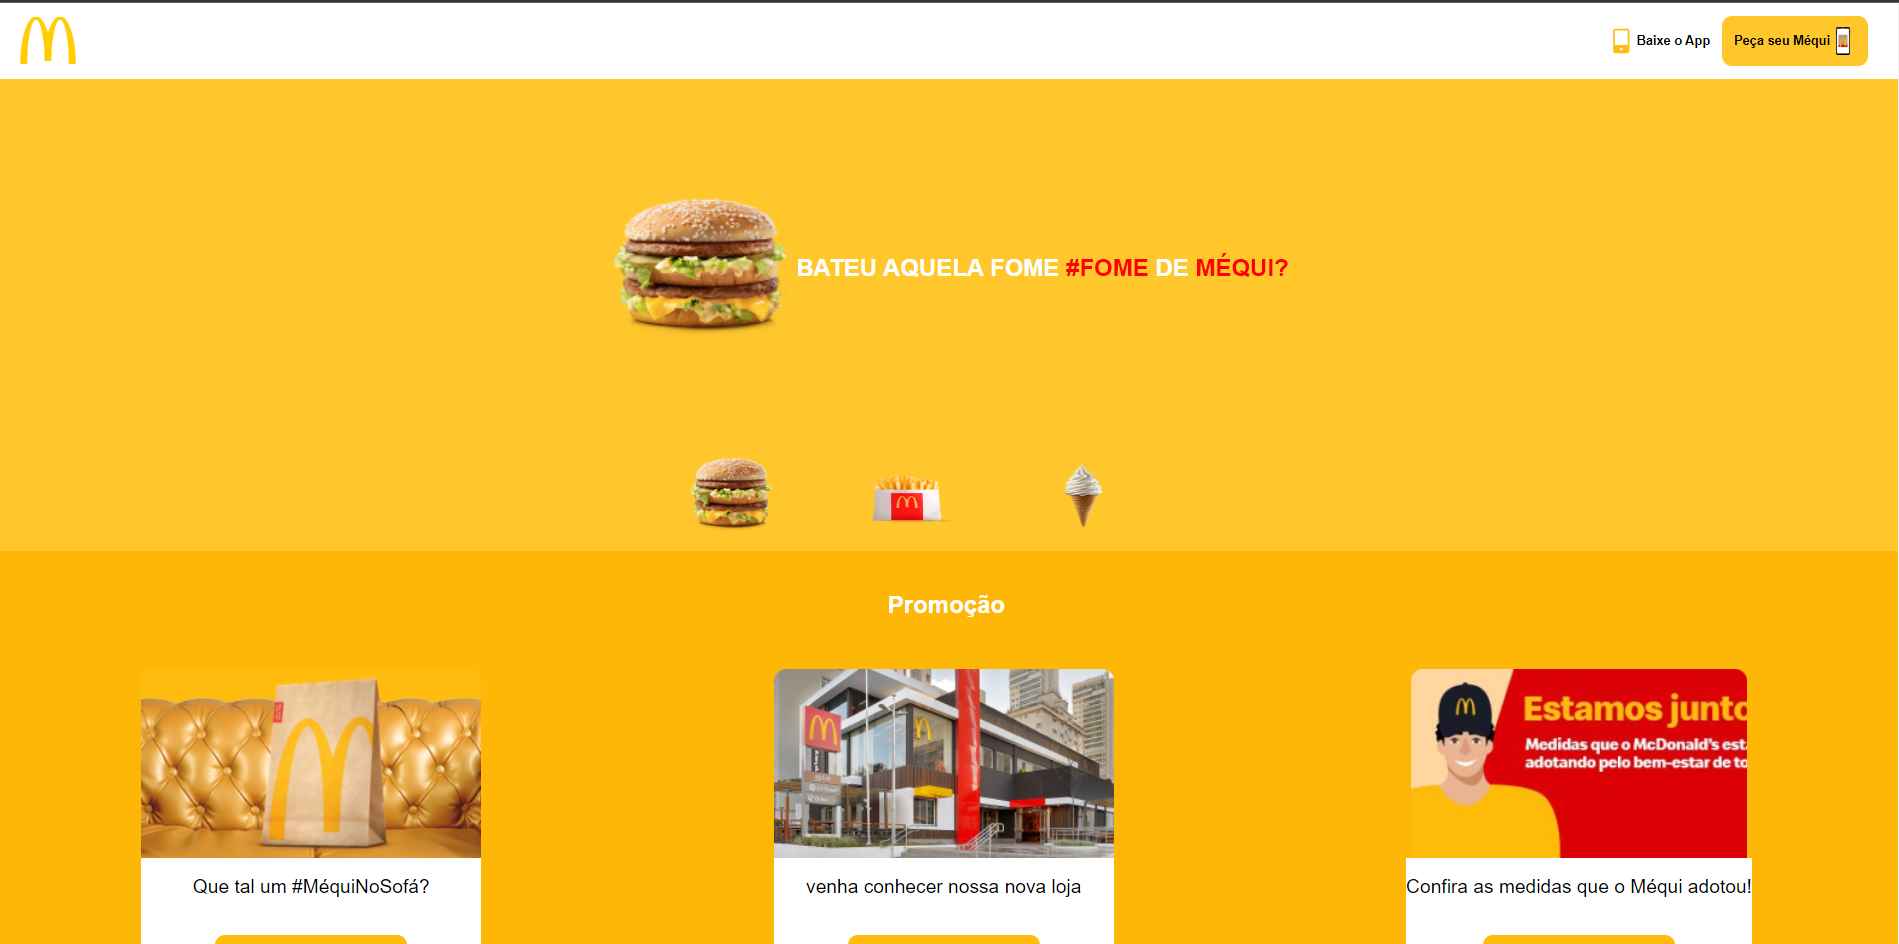 Baixe o App
Peça seu Méqui
BATEU AQUELA FOME #FOME DE MÉQUI?
Promoção
Estamos junto
Medidas que o McDonald's est
adotando pelo bem-estar de to
Que tal um #MéquiNoSofá?
venha conhecer nossa nova loja
Confira as medidas que o Méqui adotou!